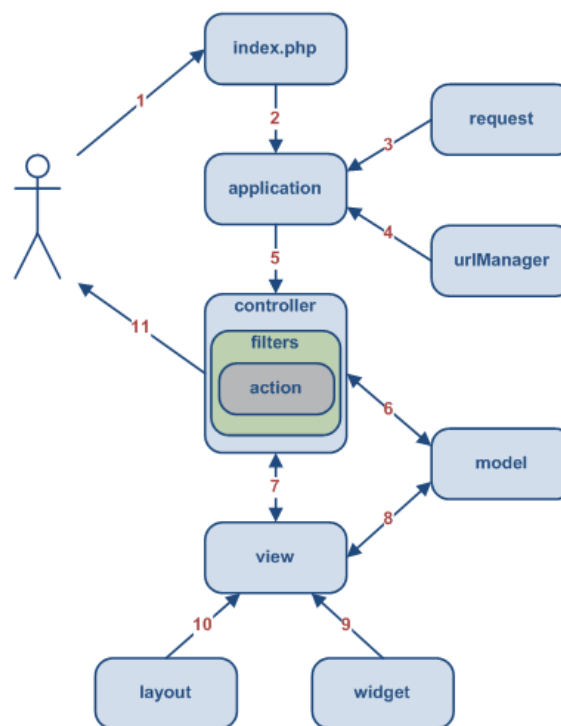 index.php
1
2
request
3
application
4
urlManager
5
controller
filters
11
action
6
model
7
8
view
10
9
layout
widget